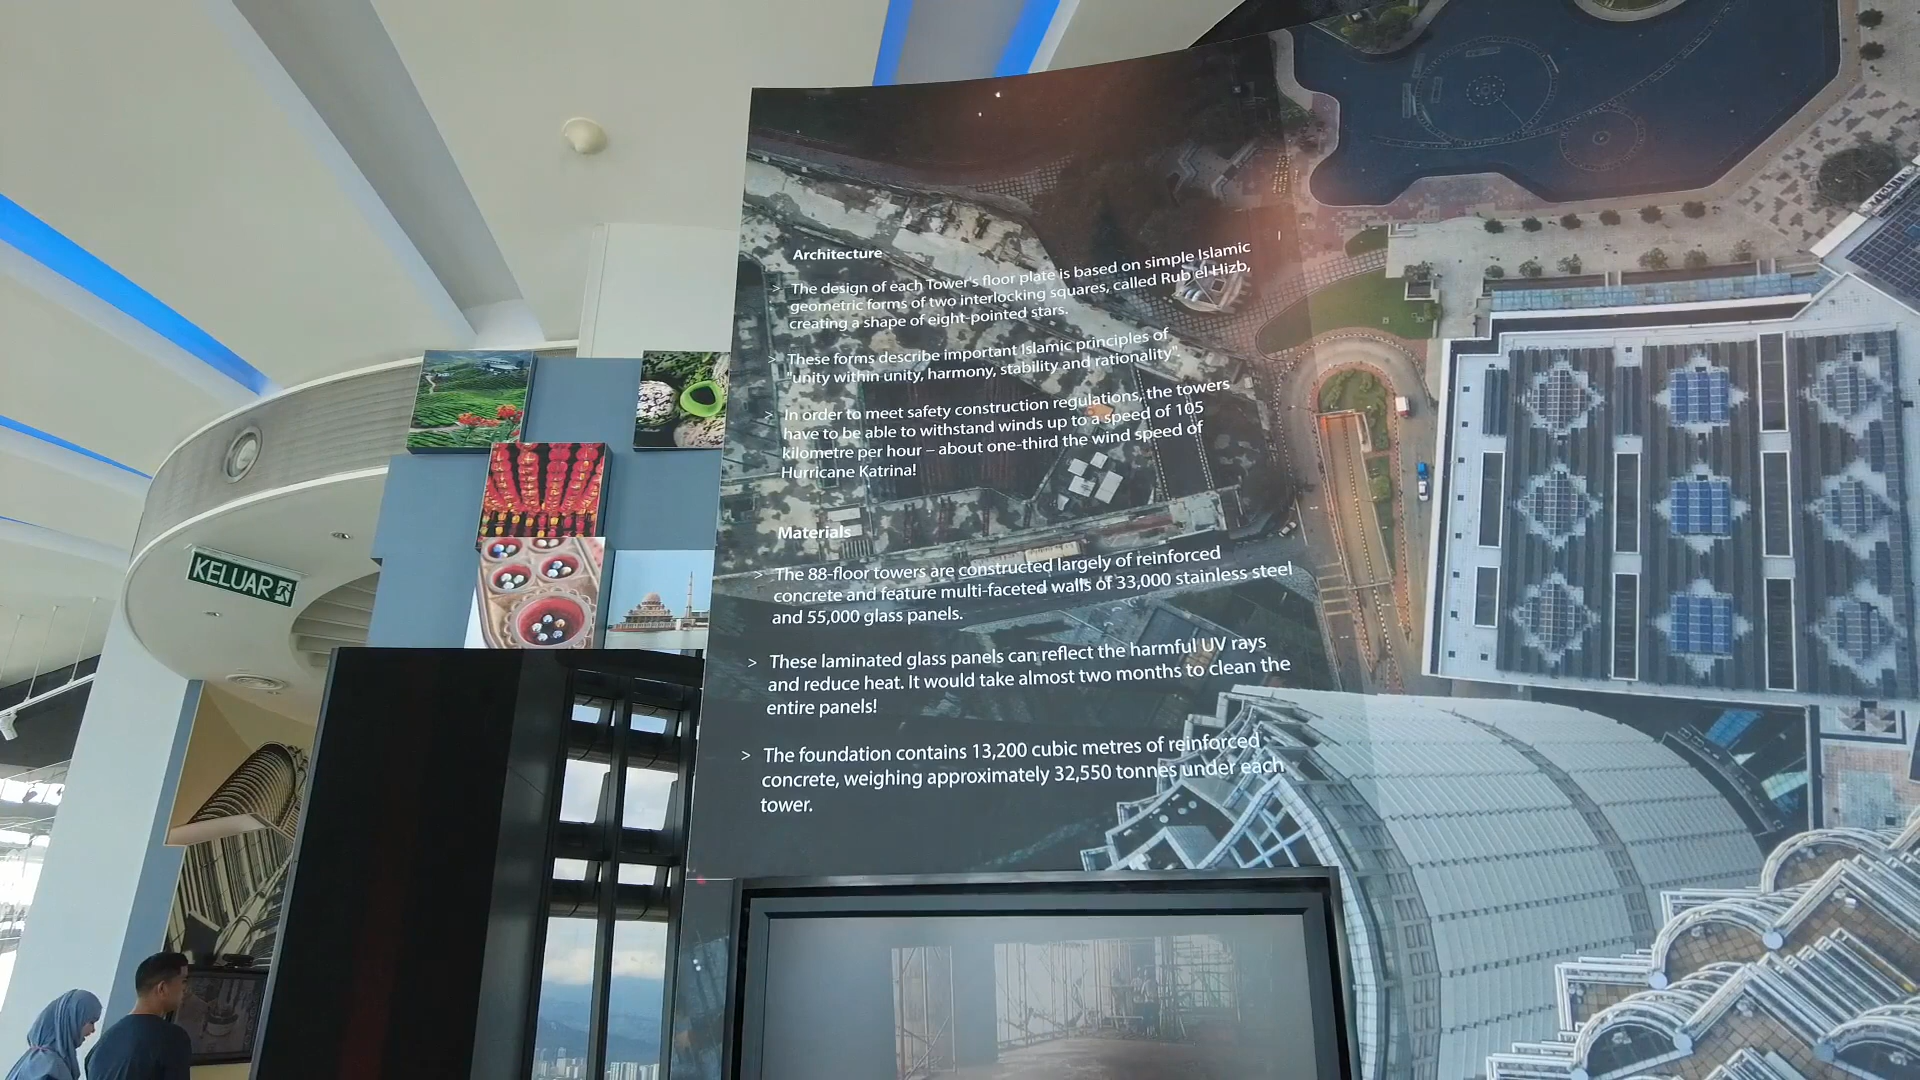 Architecture
> The design of each Tower's floor plate is based on simple Islamic
geometric forms of two interlocking squares, called Rub el Hizb,
creating a shape of eight-pointed stars.
> These forms describe important Islamic principles of
"unity within unity, harmony, stability and rationality".
> In order to meet safety construction regulations, the towers
have to be able to withstand winds up to a speed of 105
kilometre per hour – about one-third the wind speed of
Hurricane Katrina!
Materials
> The 88-floor towers are constructed largely of reinforced
concrete and feature multi-faceted walls of 33,000 stainless steel
and 55,000 glass panels.
> These laminated glass panels can reflect the harmful UV rays
and reduce heat. It would take almost two months to clean the
entire panels!
> The foundation contains 13,200 cubic metres of reinforced
concrete, weighing approximately 32,550 tonnes under each
tower.
KELUAR